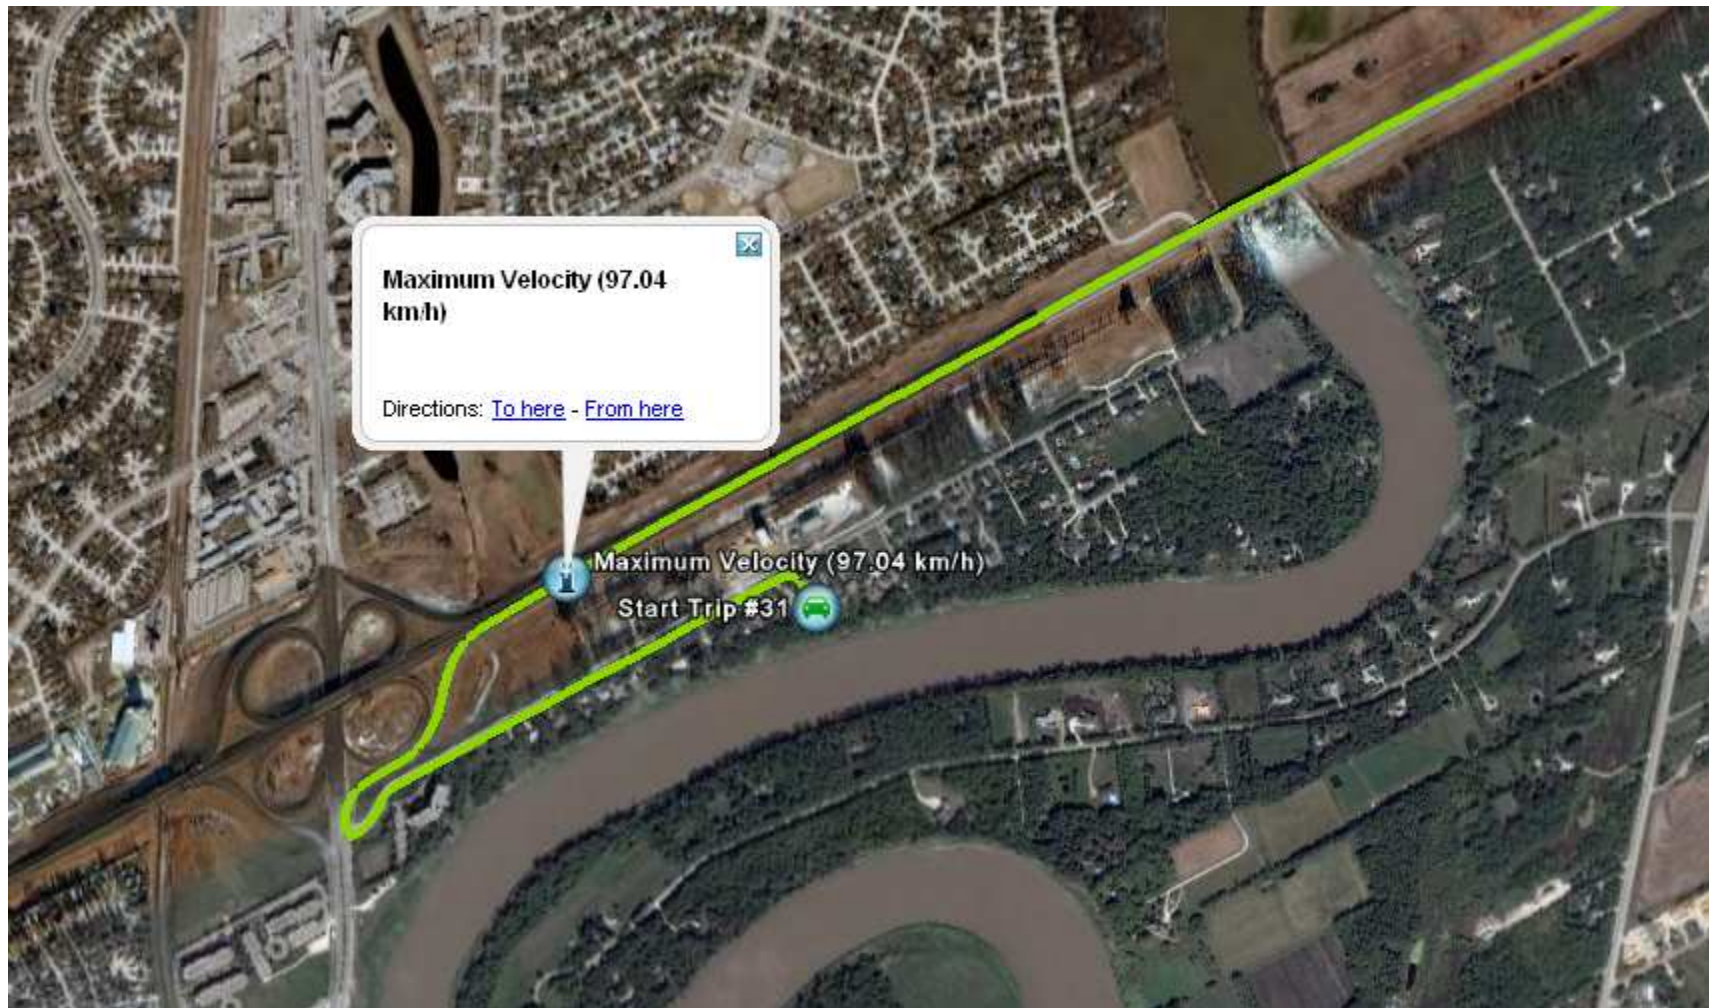 Maximum Velocity (97.04
km/h)
Directions: To here - From here
Maximum Velocity (97.04 km/h)
Start Trip #31